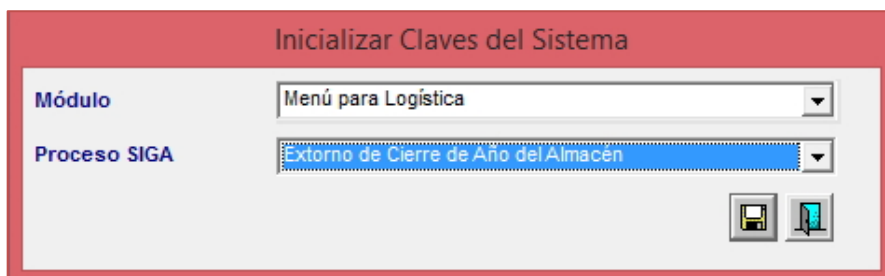 Inicializar Claves del Sistema
Módulo Menú para Logística
Proceso SIGA Extorno de Cierre de Año del Almacén